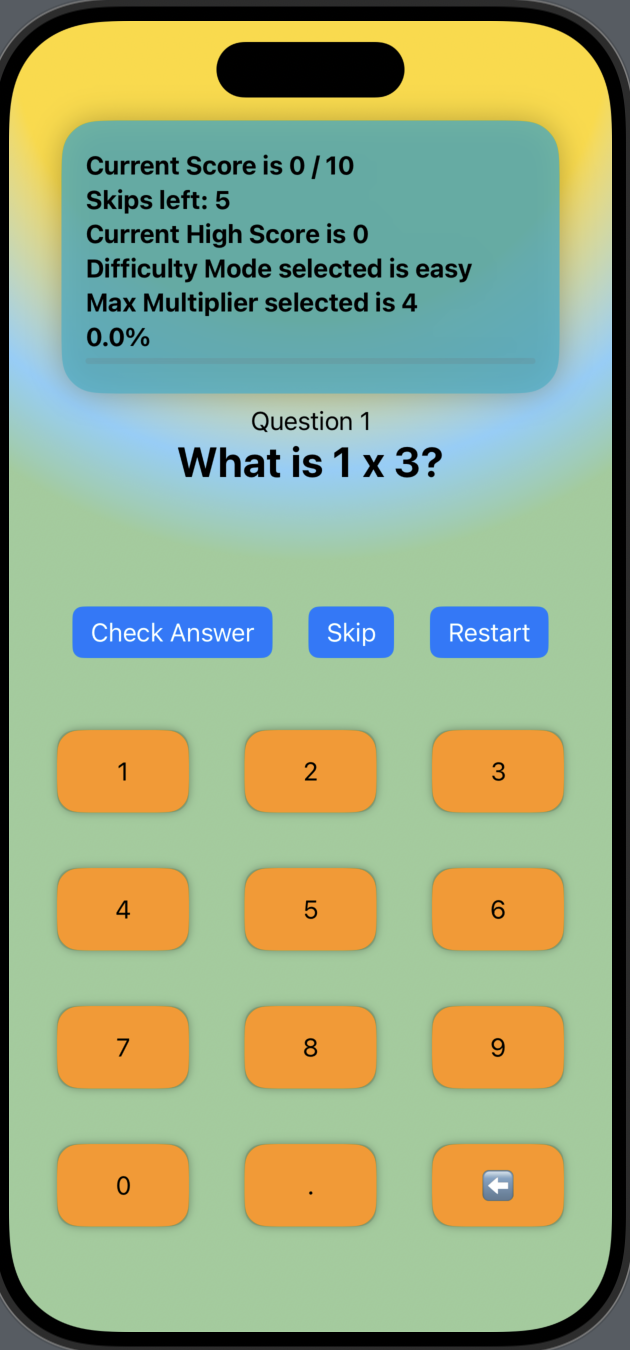 Current Score is 0 / 10
Skips left: 5
Current High Score is 0
Difficulty Mode selected is easy
Max Multiplier selected is 4
0.0%
Question 1
What is 1 x 3?
Check Answer Skip Restart
1 2 3
4 5 6
7 8 9
0 . ⬅️